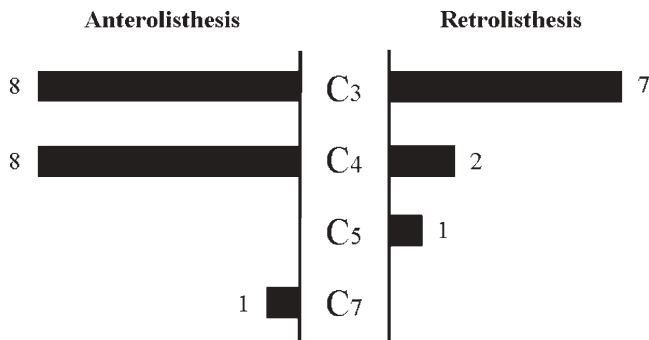 Anterolisthesis Retrolisthesis
8 C3 7
8 C4 2
C5 1
1 C7